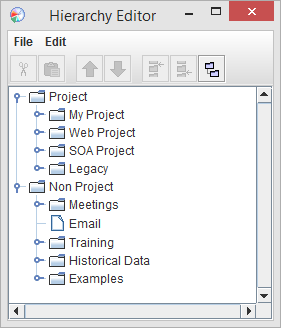 Hierarchy Editor
File Edit
Project
My Project
Web Project
SOA Project
Legacy
Non Project
Meetings
Email
Training
Historical Data
Examples